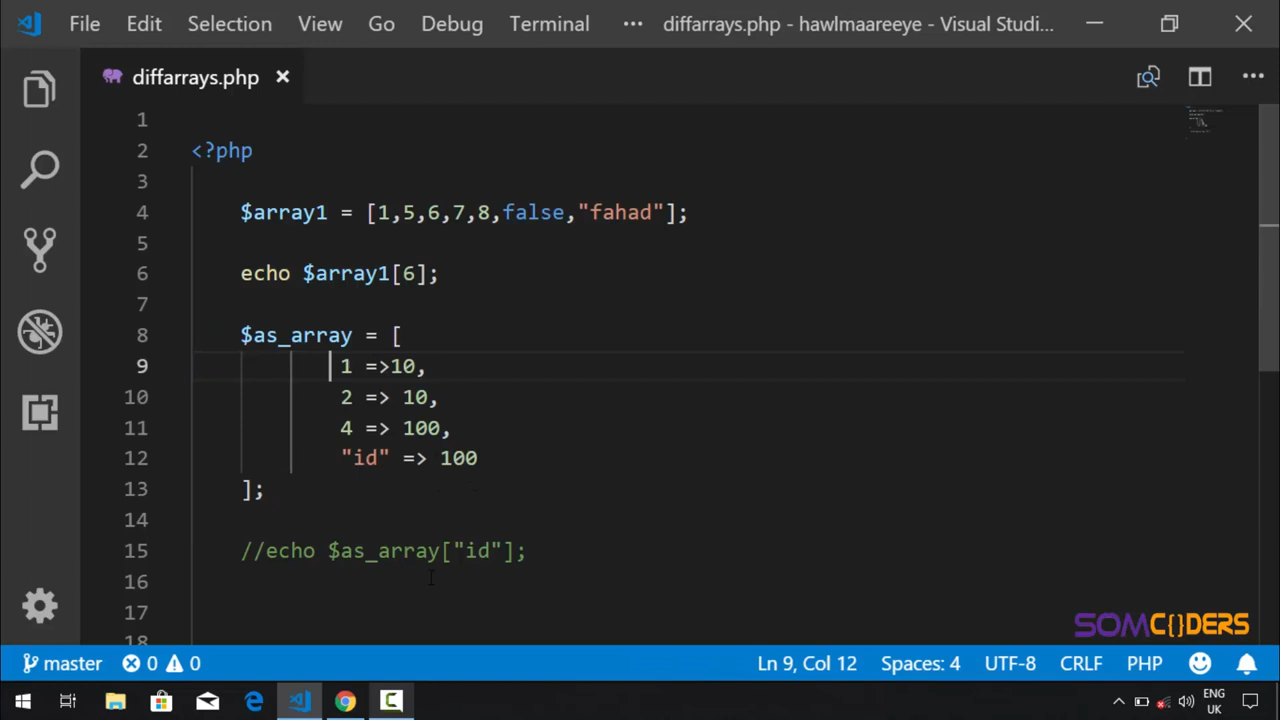 File Edit Selection View Go Debug Terminal ··· diffarrays.php - hawlmaareeye - Visual Studi...
diffarrays.php
1
2 <?php
3
4 $array1 = [1,5,6,7,8,false,"fahad"];
5
6 echo $array1[6];
7
8 $as_array = [
9 1 =>10,
10 2 => 10,
11 4 => 100,
12 "id" => 100
13 ];
14
15 //echo $as_array["id"];
16
17
18
SOMC{}DERS
master 0 0 Ln 9, Col 12 Spaces: 4 UTF-8 CRLF PHP
ENG
UK